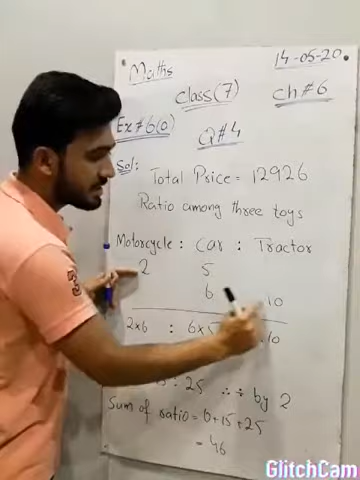 14-05-20
Maths
Class(7)
Ch#6
Ex#6(0)
Q#4
Sol:
Total Price = 12926
Ratio among three toys
Motorcycle : Car : Tractor
2 5
6 10
2x6 : 6x5 10
: 25 ∴ ÷ by 2
Sum of ratio = 6+15+25
= 46
GlitchCam